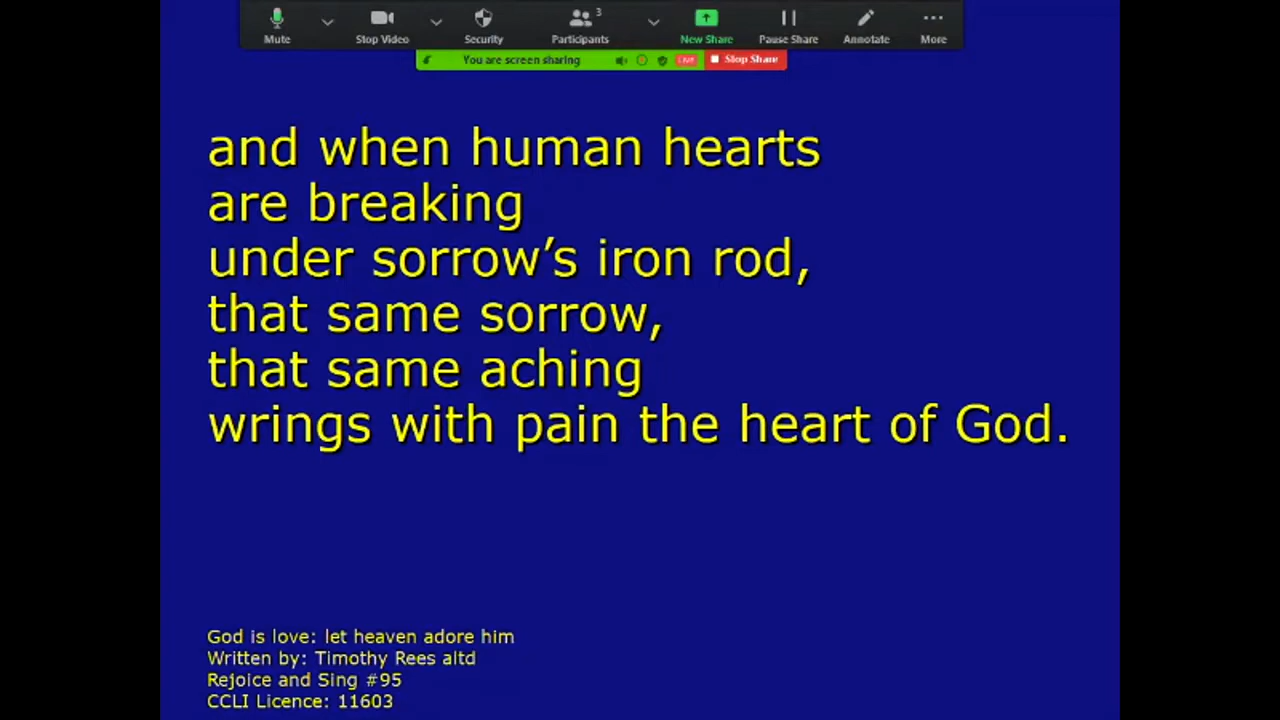 Mute
Stop Video
Security
Participants
3
New Share
Pause Share
Annotate
More
You are screen sharing
LIVE
Stop Share
and when human hearts
are breaking
under sorrow’s iron rod,
that same sorrow,
that same aching
wrings with pain the heart of God.
God is love: let heaven adore him
Written by: Timothy Rees altd
Rejoice and Sing #95
CCLI Licence: 11603